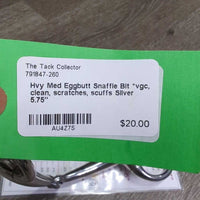 The Tack Collector
791847-260
Hvy Med Eggbutt Snaffle Bit *vgc,
clean, scratches, scuffs Silver
5.75"
AU4Z7S
$20.00